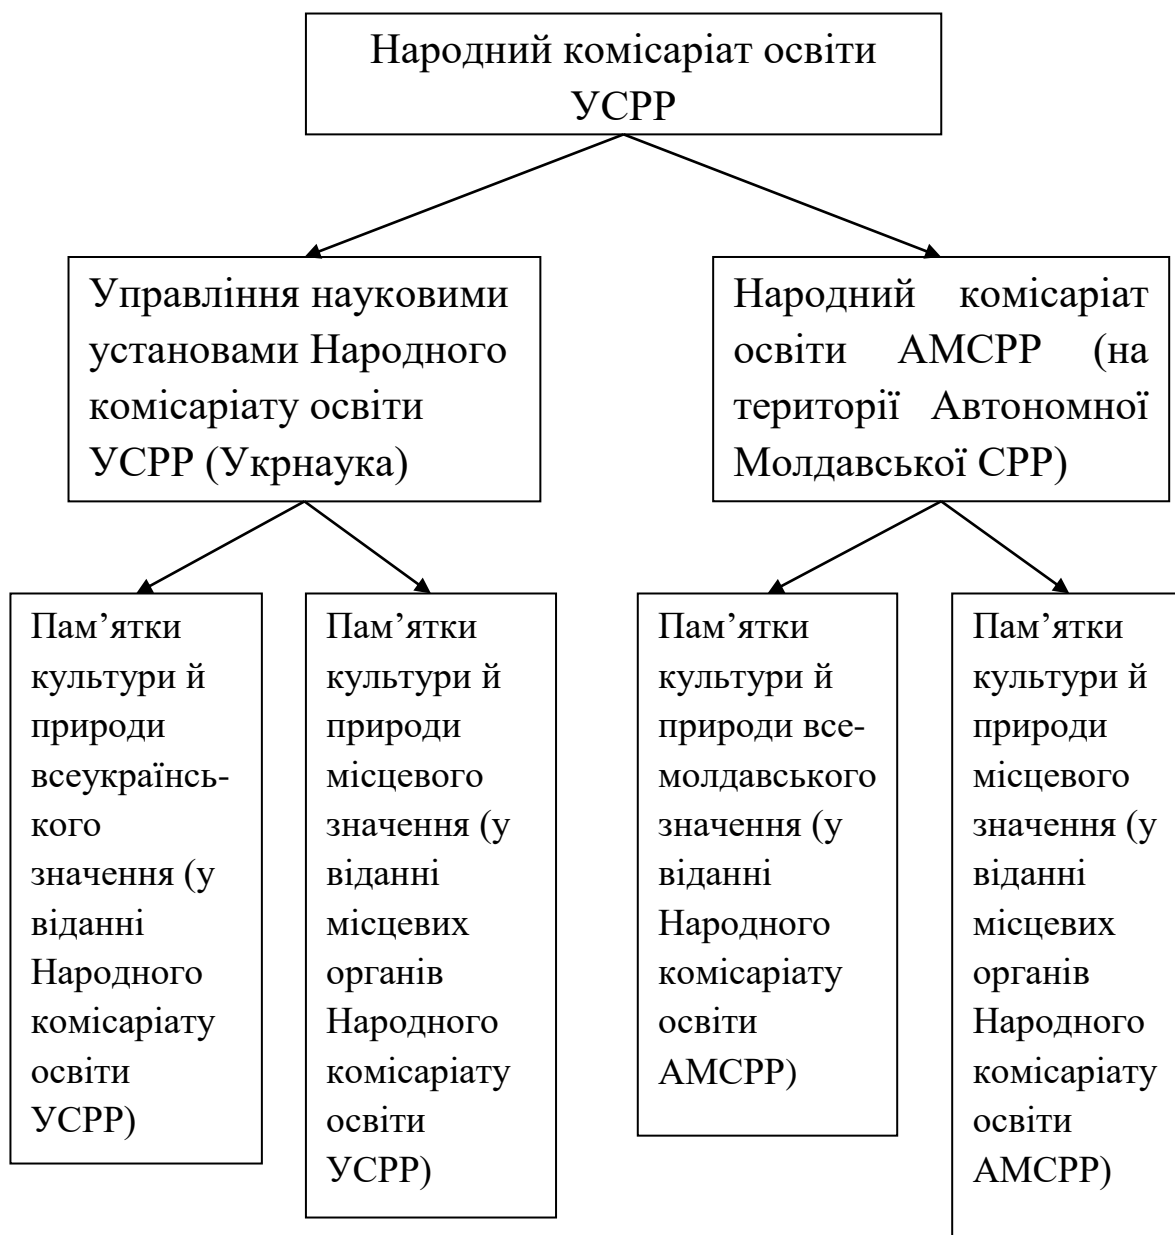 Народний комісаріат освіти
УСРР
Управління науковими
установами Народного
комісаріату освіти
УСРР (Укрнаука)
Народний комісаріат
освіти АМСРР (на
території Автономної
Молдавської СРР)
Пам’ятки
культури й
природи
всеукраїнсь-
кого
значення (у
віданні
Народного
комісаріату
освіти
УСРР)
Пам’ятки
культури й
природи
місцевого
значення (у
віданні
місцевих
органів
Народного
комісаріату
освіти
УСРР)
Пам’ятки
культури й
природи все-
молдавського
значення (у
віданні
Народного
комісаріату
освіти
АМСРР)
Пам’ятки
культури й
природи
місцевого
значення (у
віданні
місцевих
органів
Народного
комісаріату
освіти
АМСРР)